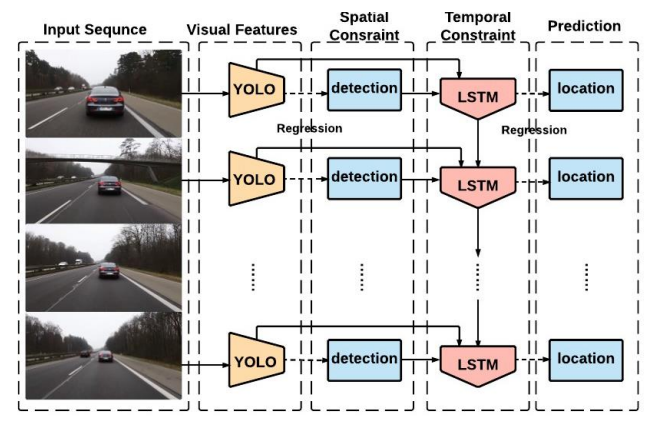 Input Sequnce
Visual Features
Spatial
Consraint
Temporal
Constraint
Prediction
YOLO
detection
LSTM
location
Regression
Regression
YOLO
detection
LSTM
location
YOLO
detection
LSTM
location